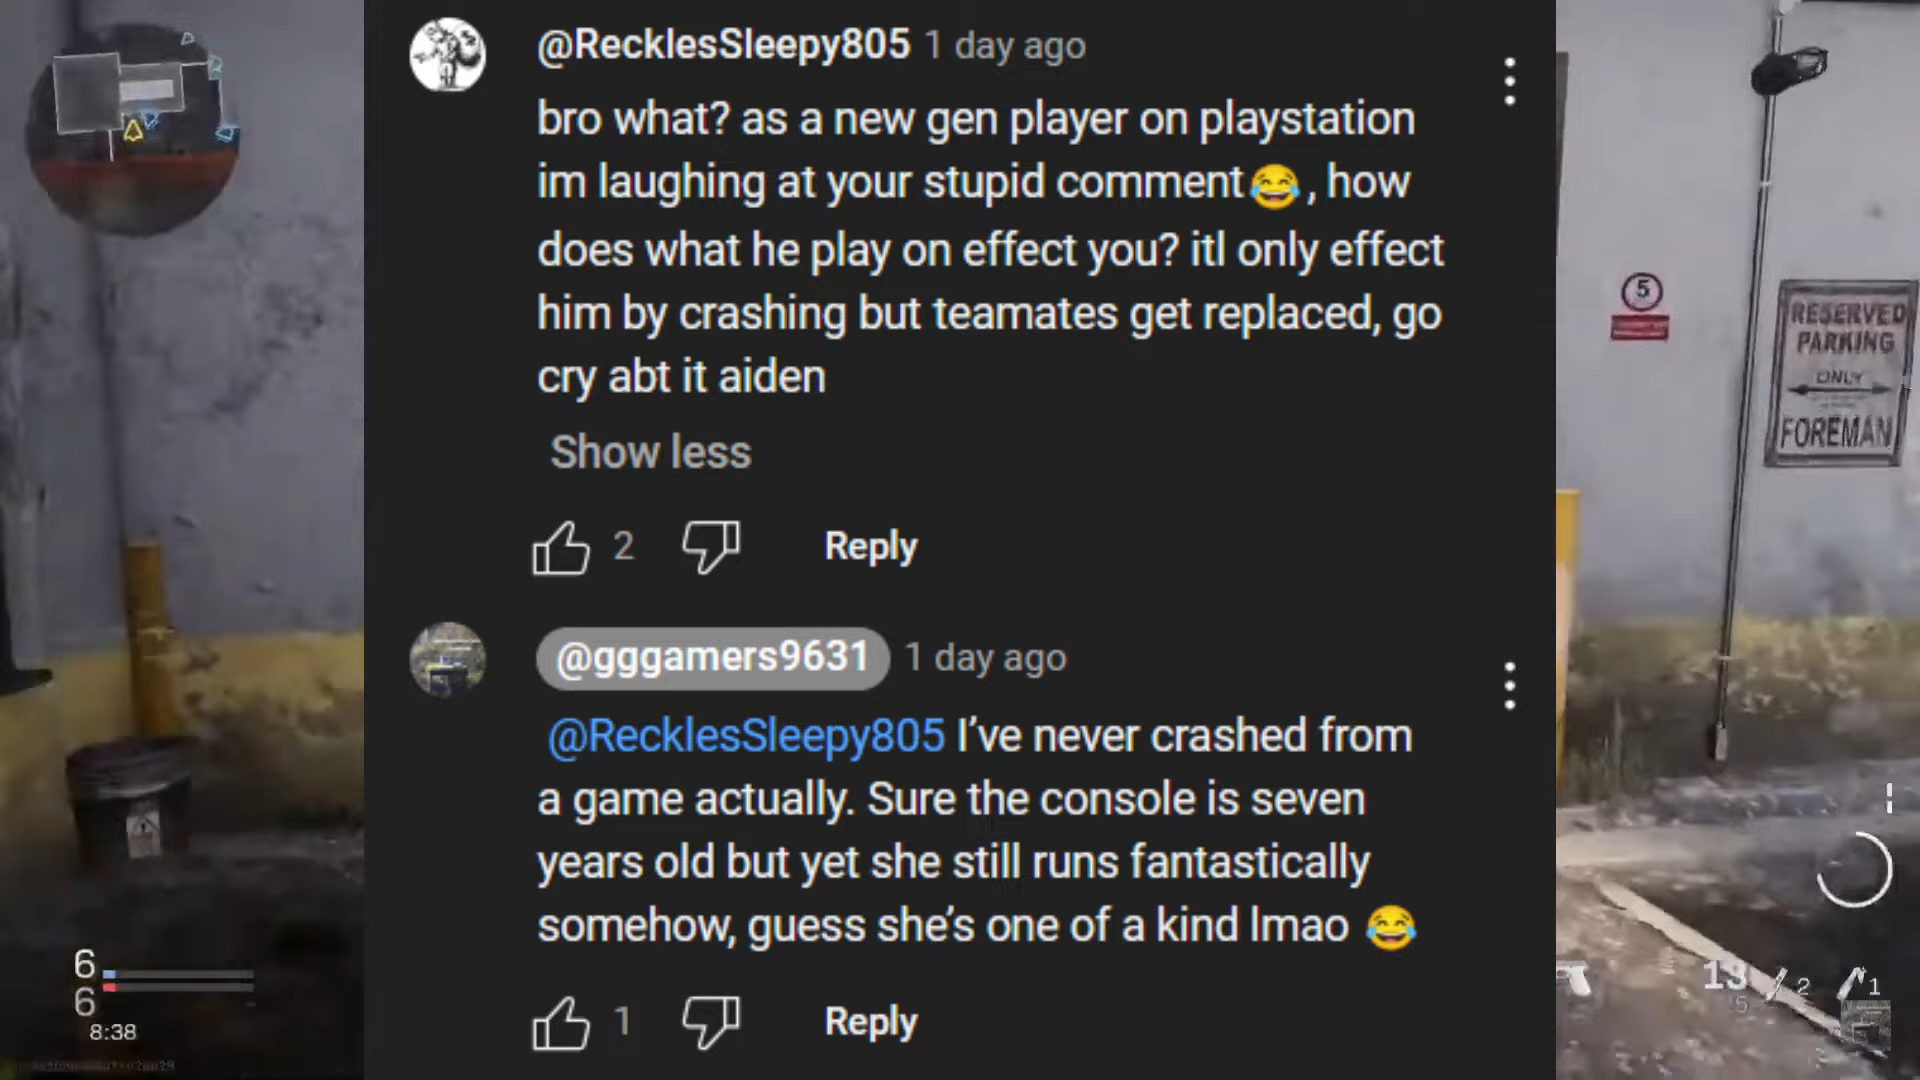 @RecklesSleepy805 1 day ago
bro what? as a new gen player on playstation
im laughing at your stupid comment😂, how
does what he play on effect you? itl only effect
him by crashing but teamates get replaced, go
cry abt it aiden
Show less
2 Reply
@gggamers9631 1 day ago
@RecklesSleepy805 I’ve never crashed from
a game actually. Sure the console is seven
years old but yet she still runs fantastically
somehow, guess she’s one of a kind lmao 😂
1 Reply
5
RESERVED
PARKING
ONLY
FOREMAN
6
6
8:38
13
2
1